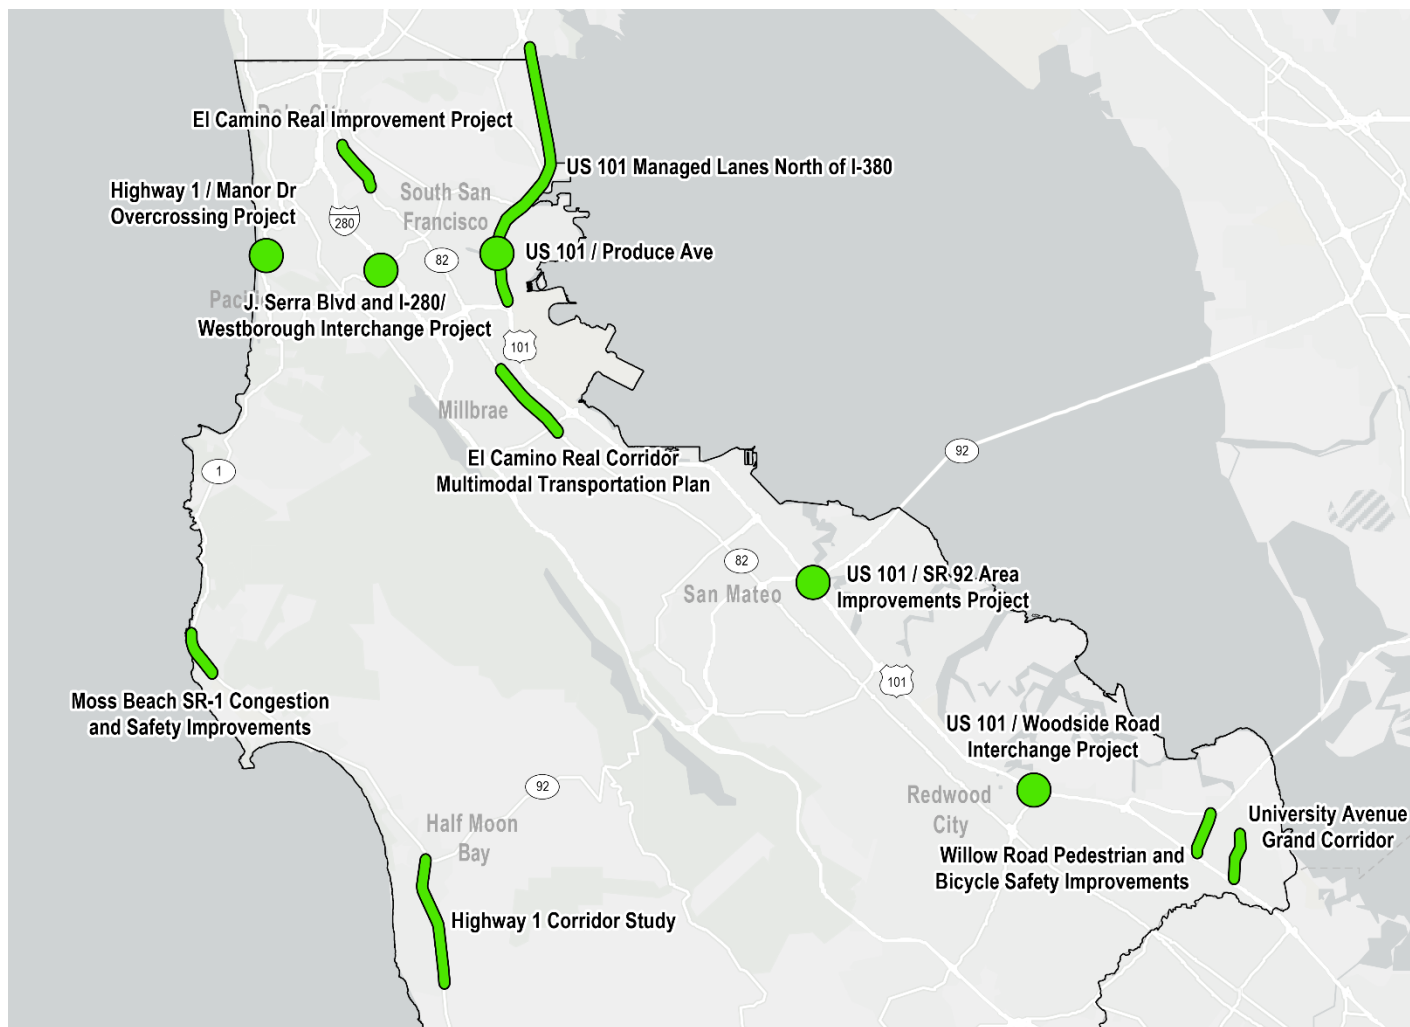 El Camino Real Improvement Project
US 101 Managed Lanes North of I-380
Highway 1 / Manor Dr
Overcrossing Project
South San
Francisco
280
82
US 101 / Produce Ave
J. Serra Blvd and I-280/
Westborough Interchange Project
101
Millbrae
El Camino Real Corridor
Multimodal Transportation Plan
1
92
82
San Mateo
US 101 / SR 92 Area
Improvements Project
101
Moss Beach SR-1 Congestion
and Safety Improvements
US 101 / Woodside Road
Interchange Project
92
Redwood
City
Half Moon
Bay
University Avenue
Grand Corridor
Willow Road Pedestrian and
Bicycle Safety Improvements
Highway 1 Corridor Study